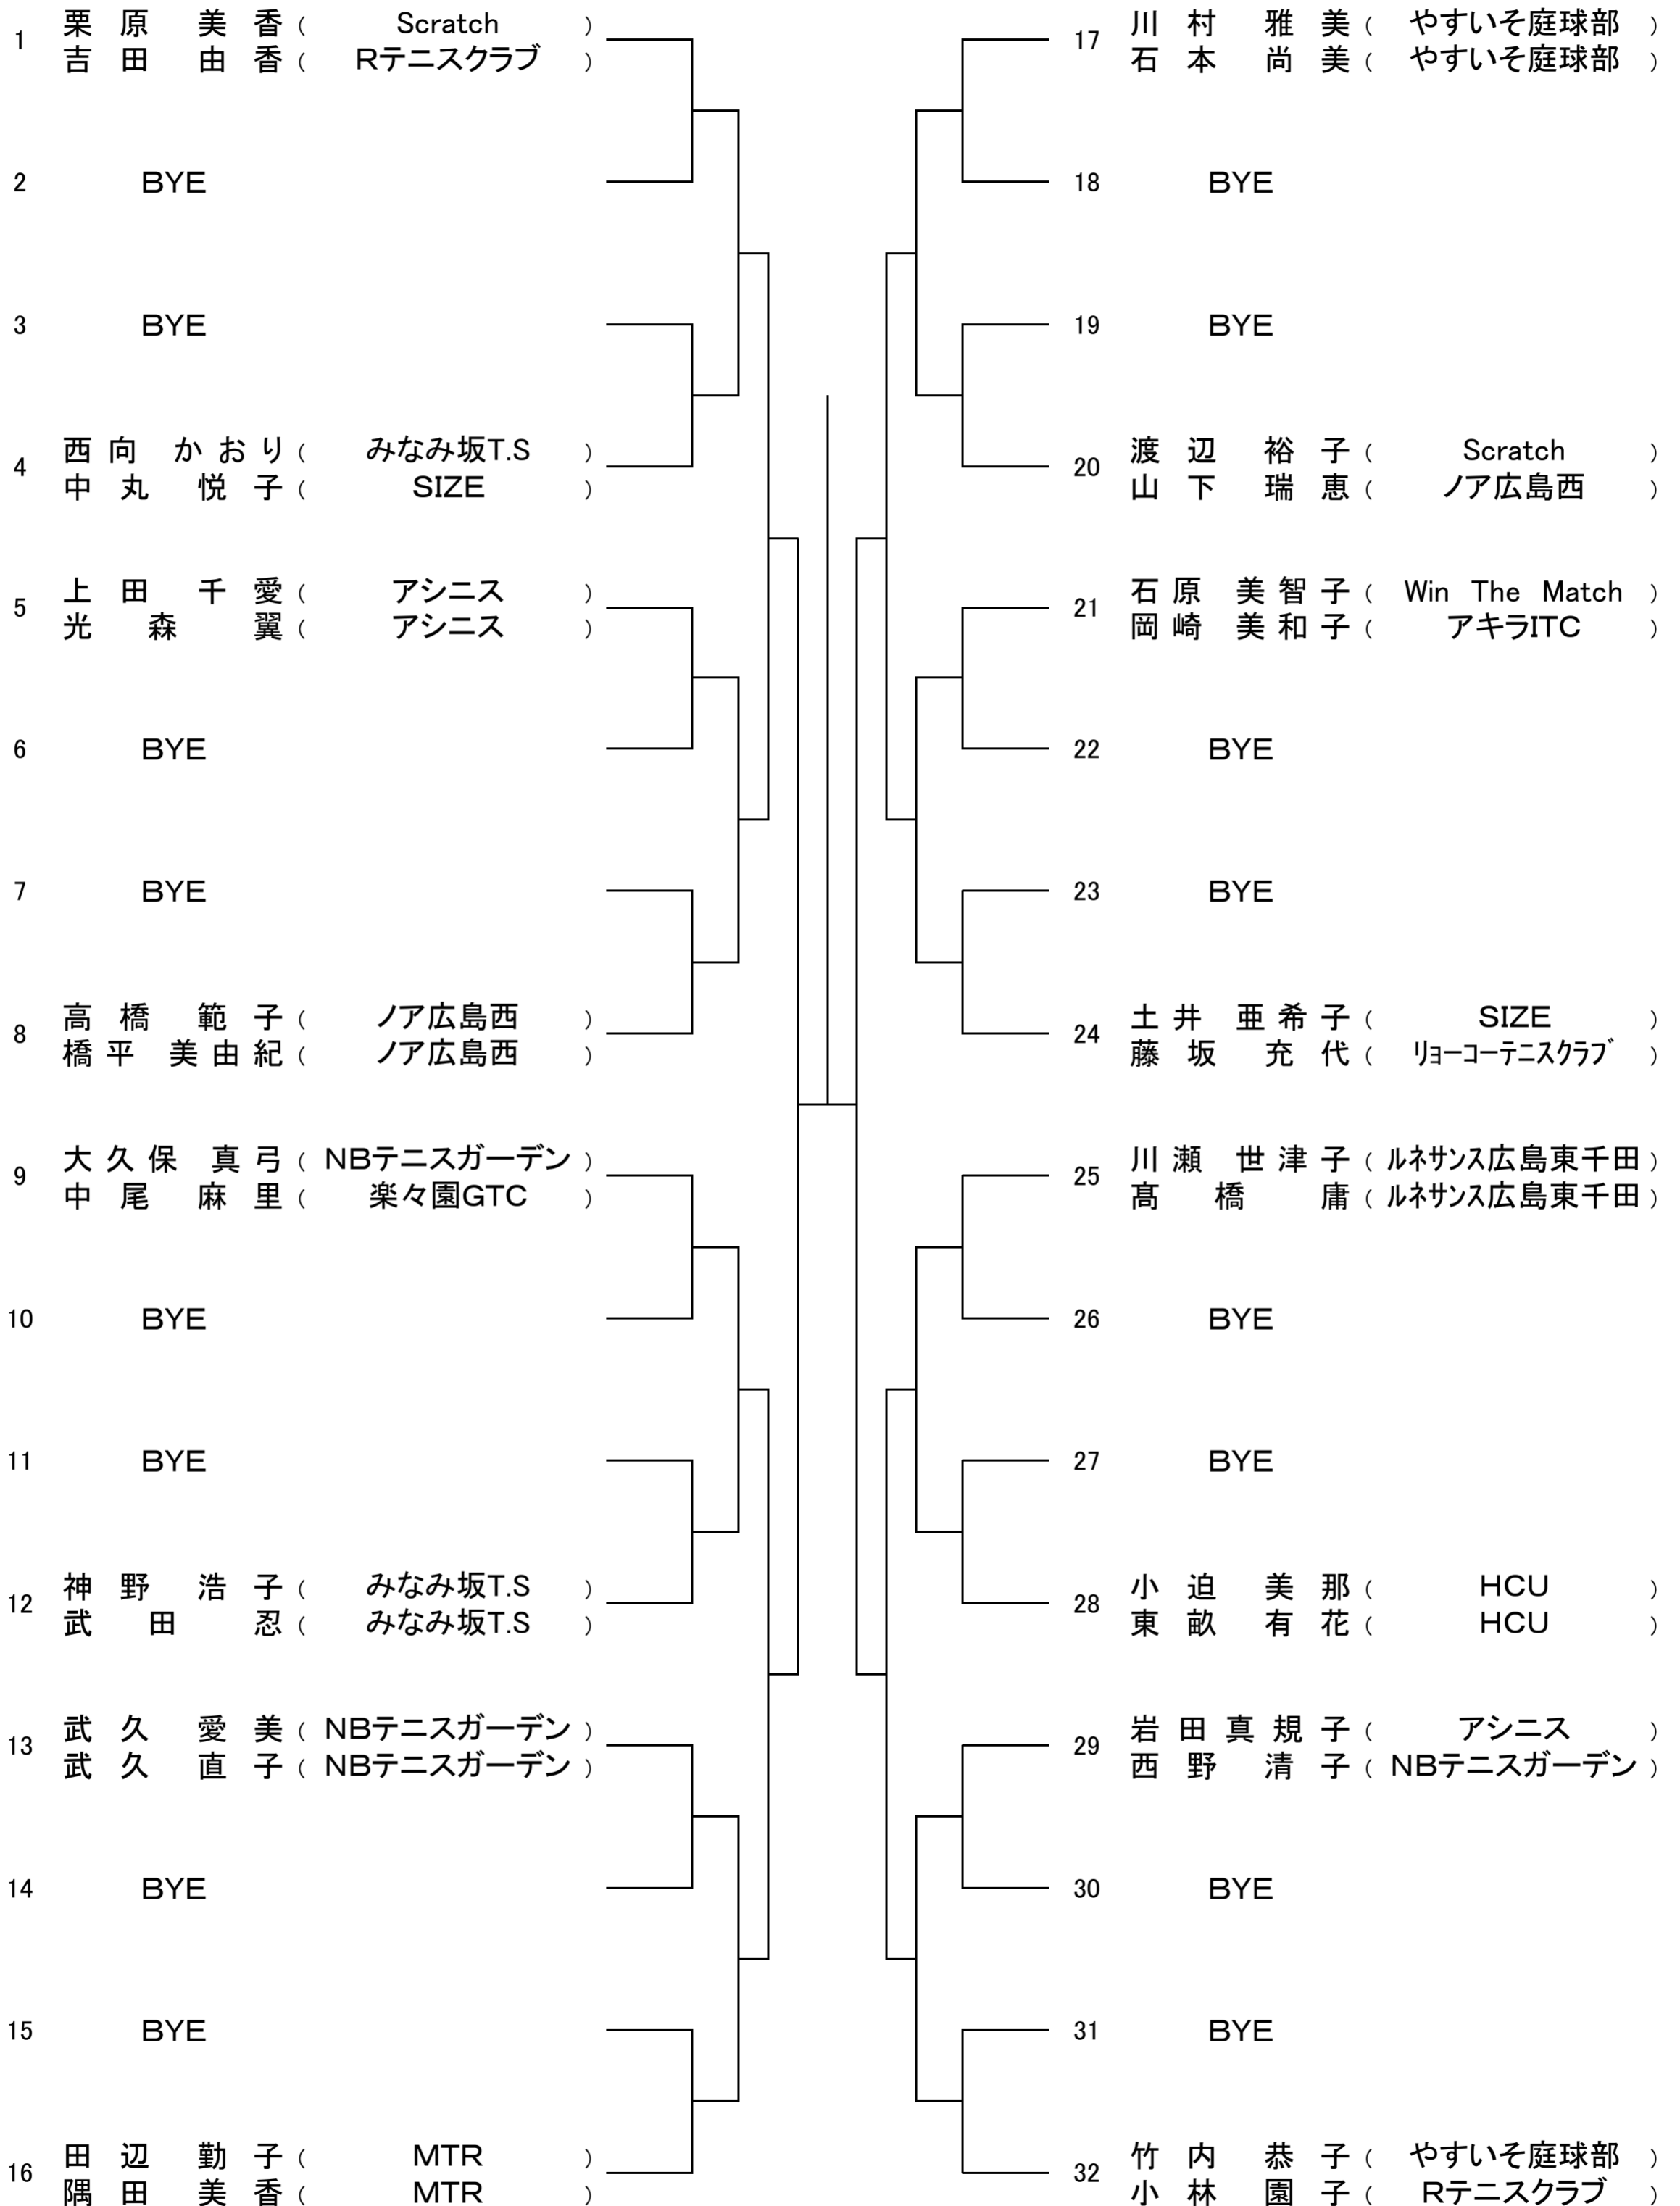 1 栗原 美香 ( Scratch )
吉田 由香 ( Rテニスクラブ )
2 BYE
3 BYE
4 西向 かおり ( みなみ坂T.S )
中丸 悦子 ( SIZE )
5 上田 千愛 ( アシニス )
光森 翼 ( アシニス )
6 BYE
7 BYE
8 高橋 範子 ( ノア広島西 )
橋平 美由紀 ( ノア広島西 )
9 大久保 真弓 ( NBテニスガーデン )
中尾 麻里 ( 楽々園GTC )
10 BYE
11 BYE
12 神野 浩子 ( みなみ坂T.S )
武田 忍 ( みなみ坂T.S )
13 武久 愛美 ( NBテニスガーデン )
武久 直子 ( NBテニスガーデン )
14 BYE
15 BYE
16 田辺 勤子 ( MTR )
隅田 美香 ( MTR )
17 川村 雅美 ( やすいそ庭球部 )
石本 尚美 ( やすいそ庭球部 )
18 BYE
19 BYE
20 渡辺 裕子 ( Scratch )
山下 瑞恵 ( ノア広島西 )
21 石原 美智子 ( Win The Match )
岡崎 美和子 ( アキラITC )
22 BYE
23 BYE
24 土井 亜希子 ( SIZE )
藤坂 充代 ( リョーコーテニスクラブ )
25 川瀬 世津子 ( ルネサンス広島東千田 )
髙橋 庸 ( ルネサンス広島東千田 )
26 BYE
27 BYE
28 小迫 美那 ( HCU )
東畝 有花 ( HCU )
29 岩田真規子 ( アシニス )
西野 清子 ( NBテニスガーデン )
30 BYE
31 BYE
32 竹内 恭子 ( やすいそ庭球部 )
小林 園子 ( Rテニスクラブ )